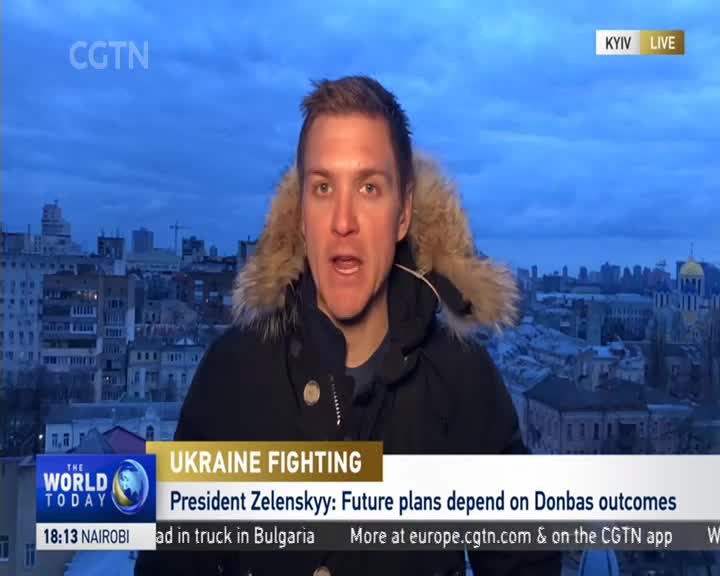 CGTN
KYIV LIVE
UKRAINE FIGHTING
President Zelenskyy: Future plans depend on Donbas outcomes
THE
WORLD
TODAY
18:13 NAIROBI
ad in truck in Bulgaria More at europe.cgtn.com & on the CGTN app W